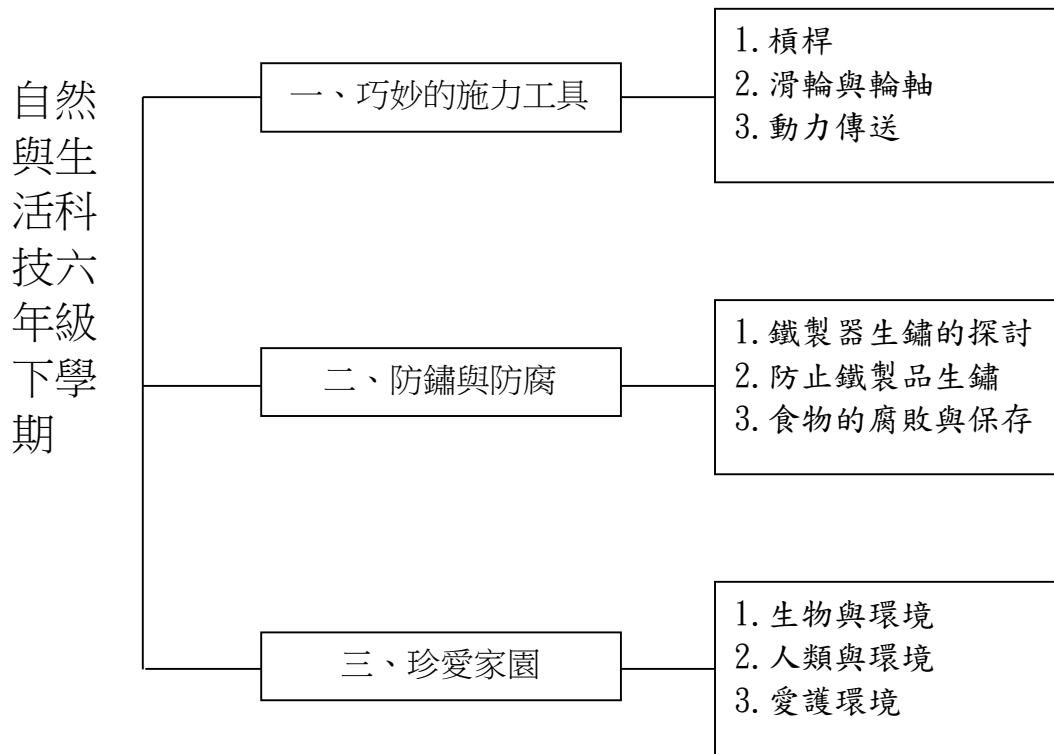 自然
與生
活科
技六
年級
下學
期
一、巧妙的施力工具
1.槓桿
2.滑輪與輪軸
3.動力傳送
二、防鏽與防腐
1.鐵製器生鏽的探討
2.防止鐵製品生鏽
3.食物的腐敗與保存
三、珍愛家園
1.生物與環境
2.人類與環境
3.愛護環境